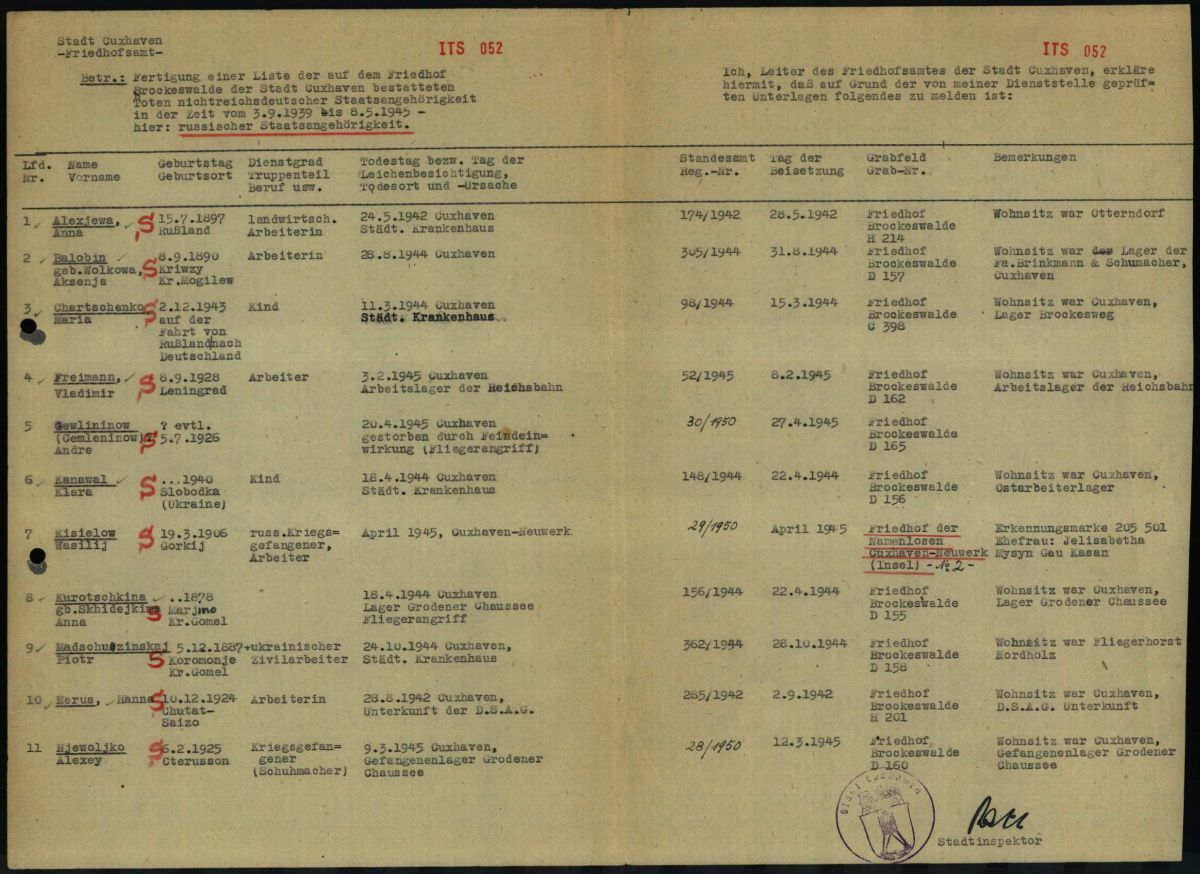 Stadt Cuxhaven
-Friedhofsamt-
ITS 052
ITS 052
Betr.: Fertigung einer Liste der auf dem Friedhof
Brockeswalde der Stadt Cuxhaven bestatteten
Toten nichtreichsdeutscher Staatsangehörigkeit
in der Zeit vom 3.9.1939 bis 8.5.1945 -
hier: russischer Staatsangehörigkeit.
Ich, Leiter des Friedhofsamtes der Stadt Cuxhaven, erkläre
hiermit, daß auf Grund der von meiner Dienststelle geprüf=
ten Unterlagen folgendes zu melden ist:
Lfd. Name Geburtstag Dienstgrad Todestag bezw. Tag der Standesamt Tag der Grabfeld Bemerkungen
Nr. Vorname Geburtsort Truppenteil Leichenbesichtigung, Reg.-Nr. Beisetzung Grab-Nr.
Beruf usw. Todesort und -Ursache
1 Alexjewa, S 15.7.1897 landwirtsch. 24.5.1942 Cuxhaven 174/1942 28.5.1942 Friedhof Wohnsitz war Otterndorf
Anna Rußland Arbeiterin Städt. Krankenhaus Brockeswalde
H 214
2 Balobin S 8.9.1890 Arbeiterin 28.8.1944 Cuxhaven 305/1944 31.8.1944 Friedhof Wohnsitz war der Lager der
geb.Wolkowa, Kriwzy Brockeswalde Fa.Brinkmann & Schumacher,
Aksenja Kr.Mogilew D 157 Cuxhaven
3 Chartschenko S 2.12.1943 Kind 11.3.1944 Cuxhaven 98/1944 15.3.1944 Friedhof Wohnsitz war Cuxhaven,
Maria auf der Städt. Krankenhaus Brockeswalde Lager Brockesweg
Fahrt von C 398
Rußland nach
Deutschland
4 Freimann, S 8.9.1928 Arbeiter 3.2.1945 Cuxhaven 52/1945 8.2.1945 Friedhof Wohnsitz war Cuxhaven,
Vladimir Leningrad Arbeitslager der Reichsbahn Brockeswalde Arbeitslager der Reichsbahn
D 162
5 Gewlininow ? evtl. 20.4.1945 Cuxhaven 30/1950 27.4.1945 Friedhof
(Cemleninow)? S 5.7.1926 gestorben durch Feindein= Brockeswalde
Andre wirkung (Fliegerangriff) D 165
6 Kanawal S ...1940 Kind 18.4.1944 Cuxhaven 148/1944 22.4.1944 Friedhof Wohnsitz war Cuxhaven,
Klara Slobodka Städt. Krankenhaus Brockeswalde Ostarbeiterlager
(Ukraine) D 156
7 Kisielow S 19.3.1906 russ.Kriegs= April 1945, Cuxhaven-Neuwerk 29/1950 April 1945 Friedhof der Erkennungsmarke 205 501
Wasilij Gorkij gefangener, Namenlosen Ehefrau: Jelisabetha
Arbeiter Cuxhaven-Neuwerk Mysyn Gau Kasan
(Insel) - No 2 -
8 Kurotschkina ..1878 18.4.1944 Cuxhaven 156/1944 22.4.1944 Friedhof Wohnsitz war Cuxhaven,
gb.Skhidejkina S Marjino Lager Grodener Chaussee Brockeswalde Lager Grodener Chaussee
Anna Kr.Gomel Fliegerangriff D 155
9 Madschudzinskaj 5.12.1887 ukrainischer 24.10.1944 Cuxhaven, 362/1944 28.10.1944 Friedhof Wohnsitz war Fliegerhorst
Piotr S Koromonje Zivilarbeiter Städt. Krankenhaus Brockeswalde Nordholz
Kr.Gomel D 158
10 Nerus, Hanna S 10.12.1924 Arbeiterin 28.8.1942 Cuxhaven, 285/1942 2.9.1942 Friedhof Wohnsitz war Cuxhaven,
Chutat- Unterkunft der D.S.A.G. Brockeswalde D.S.A.G. Unterkunft
Saizo H 201
11 Njewoljko S 6.2.1925 Kriegsgefan= 9.3.1945 Cuxhaven, 28/1950 12.3.1945 Friedhof Wohnsitz war Cuxhaven,
Alexey Cterusson gener Gefangenenlager Grodener Brockeswalde Gefangenenlager Grodener
(Schuhmacher) Chaussee D 160 Chaussee
STADT CUXHAVEN
Stadtinspektor